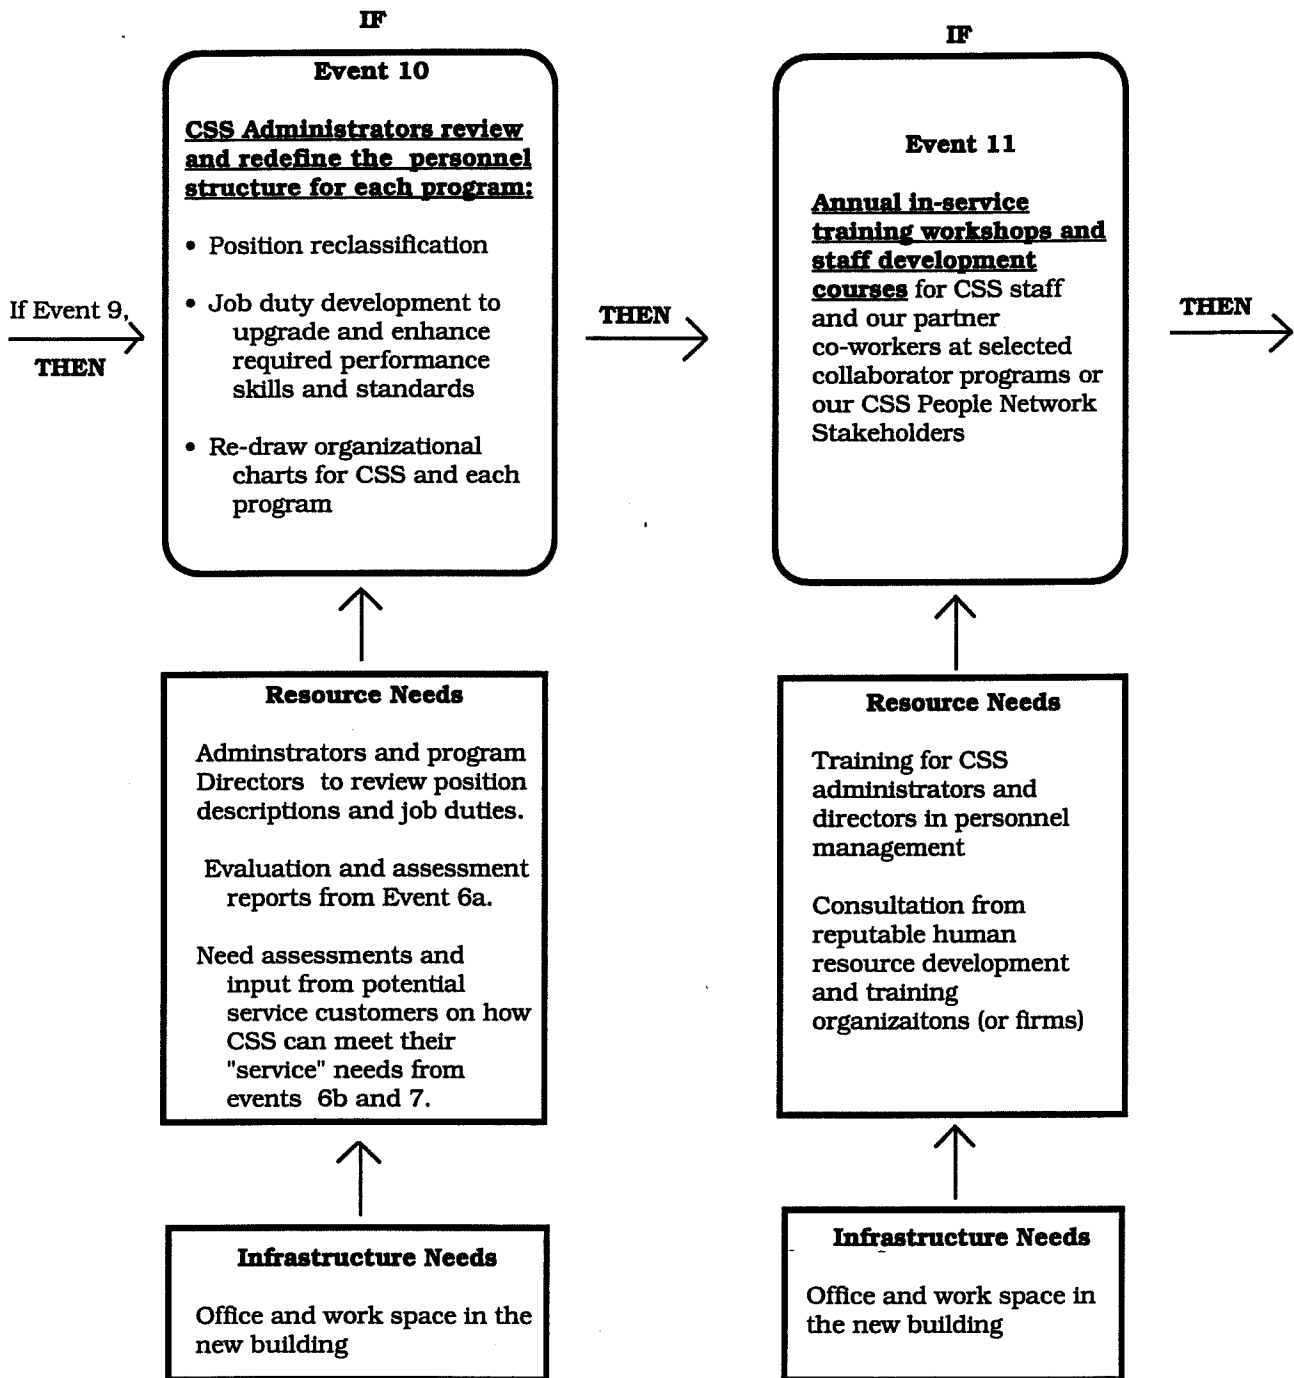 IF
Event 10
CSS Administrators review
and redefine the personnel
structure for each program:
• Position reclassification
• Job duty development to
upgrade and enhance
required performance
skills and standards
• Re-draw organizational
charts for CSS and each
program
If Event 9,
THEN
THEN
IF
Event 11
Annual in-service
training workshops and
staff development
courses for CSS staff
and our partner
co-workers at selected
collaborator programs or
our CSS People Network
Stakeholders
THEN
Resource Needs
Adminstrators and program
Directors to review position
descriptions and job duties.
Evaluation and assessment
reports from Event 6a.
Need assessments and
input from potential
service customers on how
CSS can meet their
"service" needs from
events 6b and 7.
Resource Needs
Training for CSS
administrators and
directors in personnel
management
Consultation from
reputable human
resource development
and training
organizaitons (or firms)
Infrastructure Needs
Office and work space in the
new building
Infrastructure Needs
Office and work space in
the new building